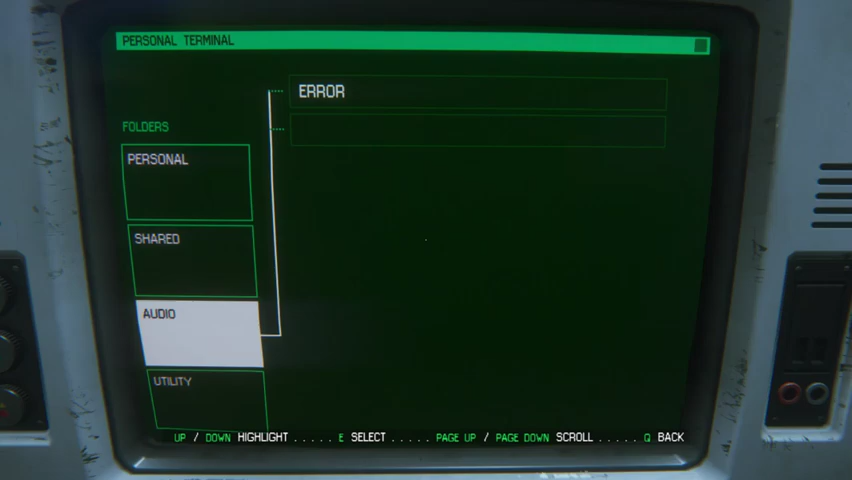 PERSONAL TERMINAL
ERROR
FOLDERS
PERSONAL
SHARED
AUDIO
UTILITY
UP / DOWN HIGHLIGHT ..... E SELECT ..... PAGE UP / PAGE DOWN SCROLL ..... Q BACK